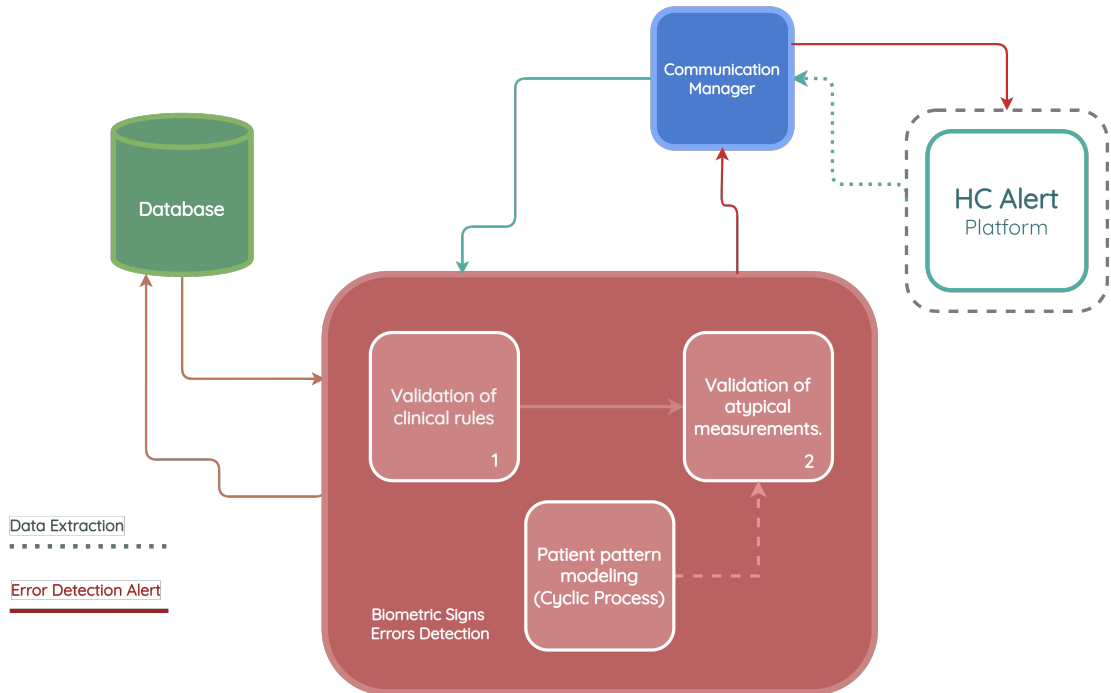 Communication
Manager
HC Alert
Platform
Database
Validation of
clinical rules
1
Validation of
atypical
measurements.
2
Patient pattern
modeling
(Cyclic Process)
Biometric Signs
Errors Detection
Data Extraction
Error Detection Alert